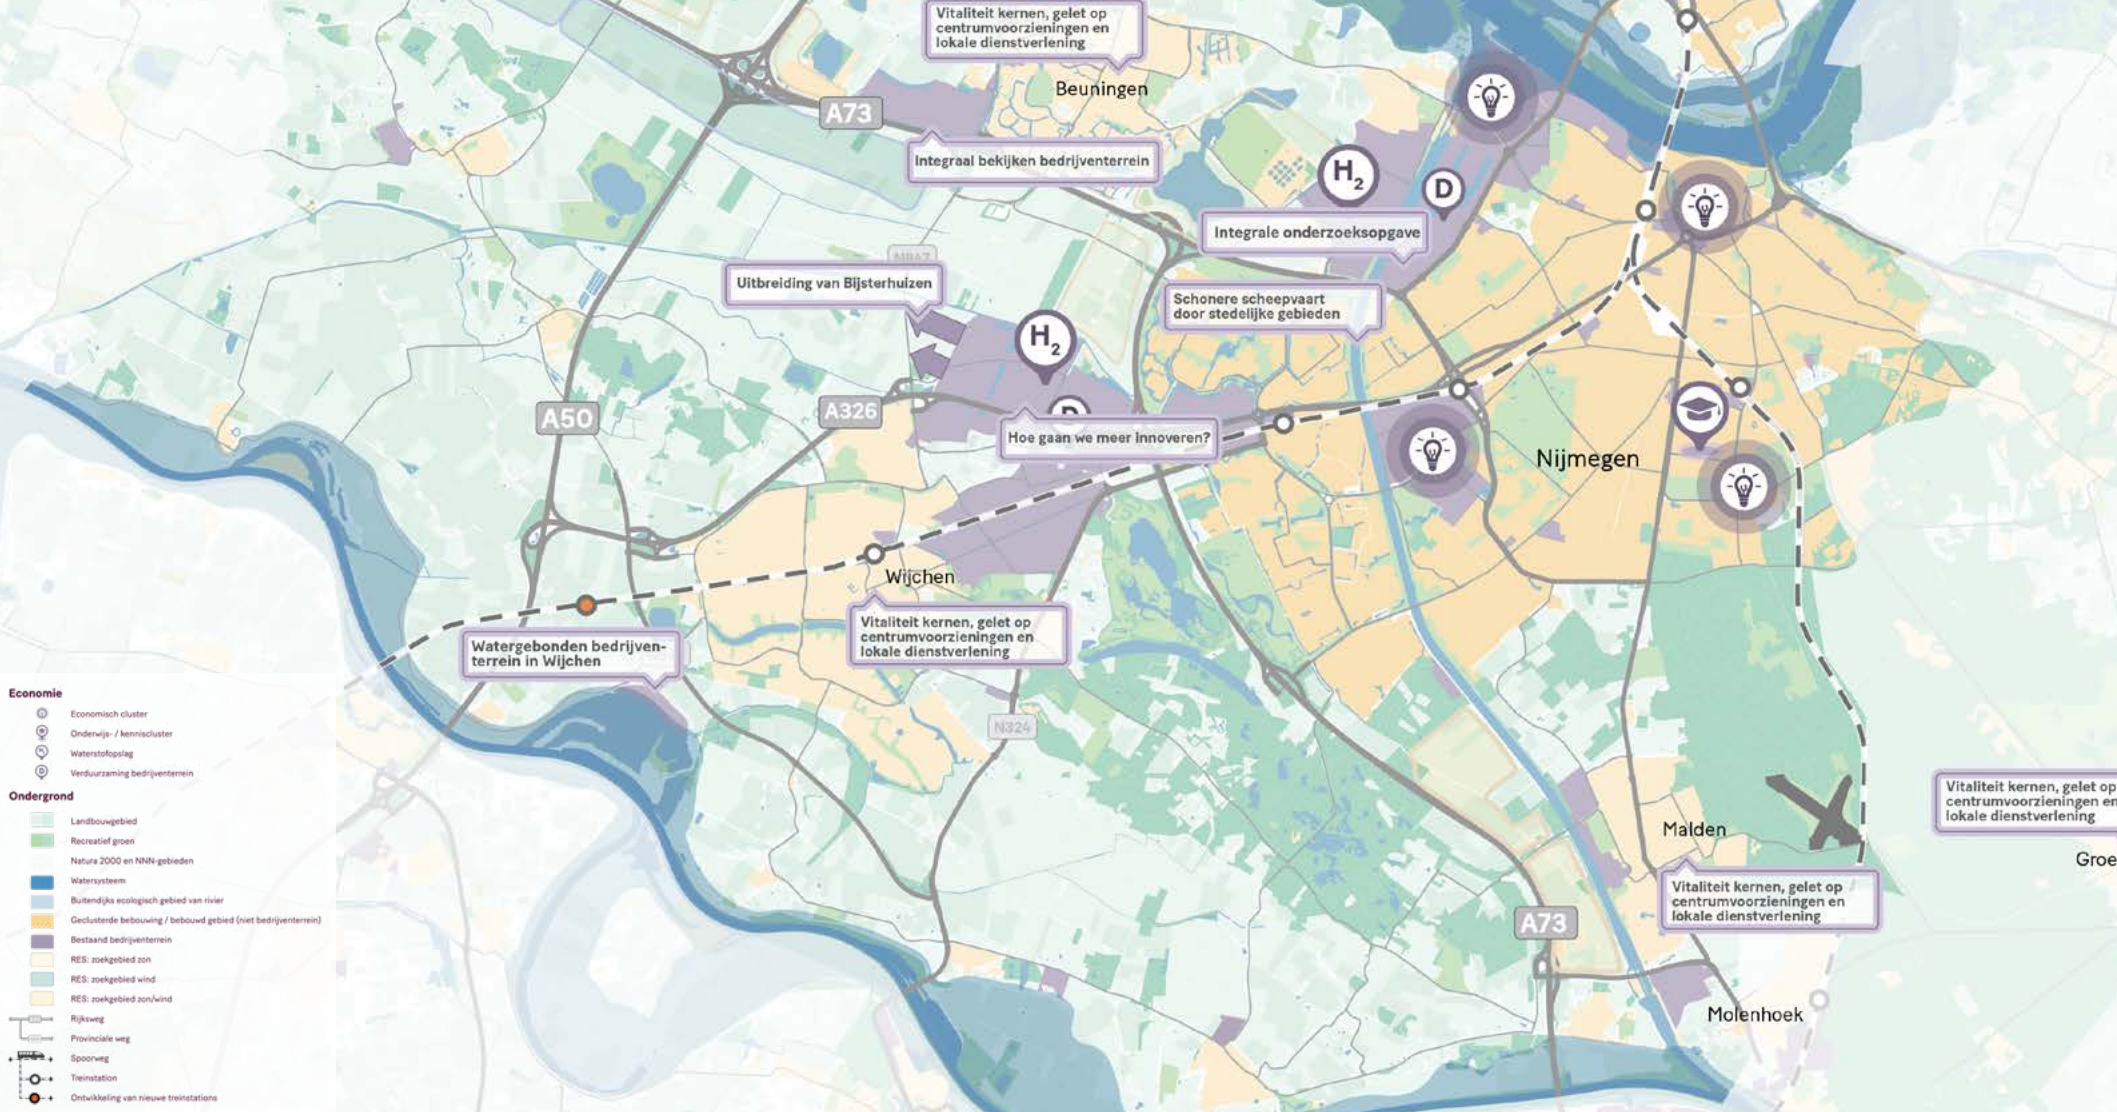 Vitaliteit kernen, gelet op
centrumvoorzieningen en
lokale dienstverlening
Beuningen
A73
Integraal bekijken bedrijventerrein
H2
D
Integrale onderzoeksopgave
Uitbreiding van Bijsterhuizen
Schonere scheepvaart
door stedelijke gebieden
H2
A50
A326
D
Hoe gaan we meer innoveren?
Nijmegen
Wijchen
Vitaliteit kernen, gelet op
centrumvoorzieningen en
lokale dienstverlening
Watergebonden bedrijven-
terrein in Wijchen
N324
Vitaliteit kernen, gelet op
centrumvoorzieningen en
lokale dienstverlening
Groe
Malden
Vitaliteit kernen, gelet op
centrumvoorzieningen en
lokale dienstverlening
A73
Molenhoek
Economie
Economisch cluster
Onderwijs- / kenniscluster
Waterstofopslag
D Verduurzaming bedrijventerrein
Ondergrond
Landbouwgebied
Recreatief groen
Natura 2000 en NNN-gebieden
Watersysteem
Buitendijks ecologisch gebied van rivier
Geclusterde bebouwing / bebouwd gebied (niet bedrijventerrein)
Bestaand bedrijventerrein
RES: zoekgebied zon
RES: zoekgebied wind
RES: zoekgebied zon/wind
Rijksweg
Provinciale weg
Spoorweg
Treinstation
Ontwikkeling van nieuwe treinstations